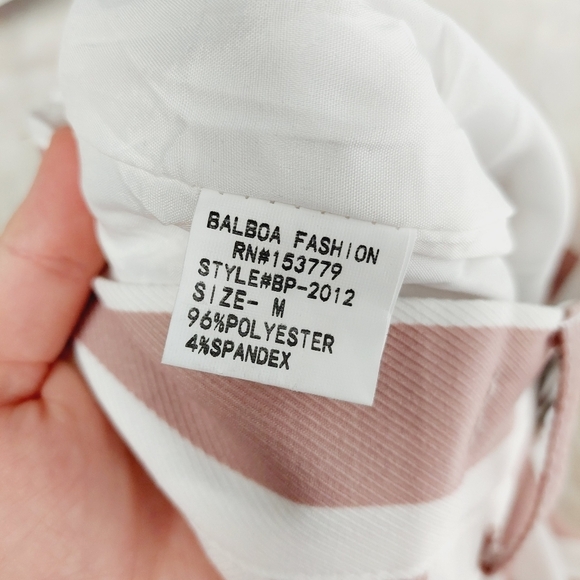 BALBOA FASHION
RN#153779
STYLE#BP-2012
SIZE- M
96%POLYESTER
4%SPANDEX